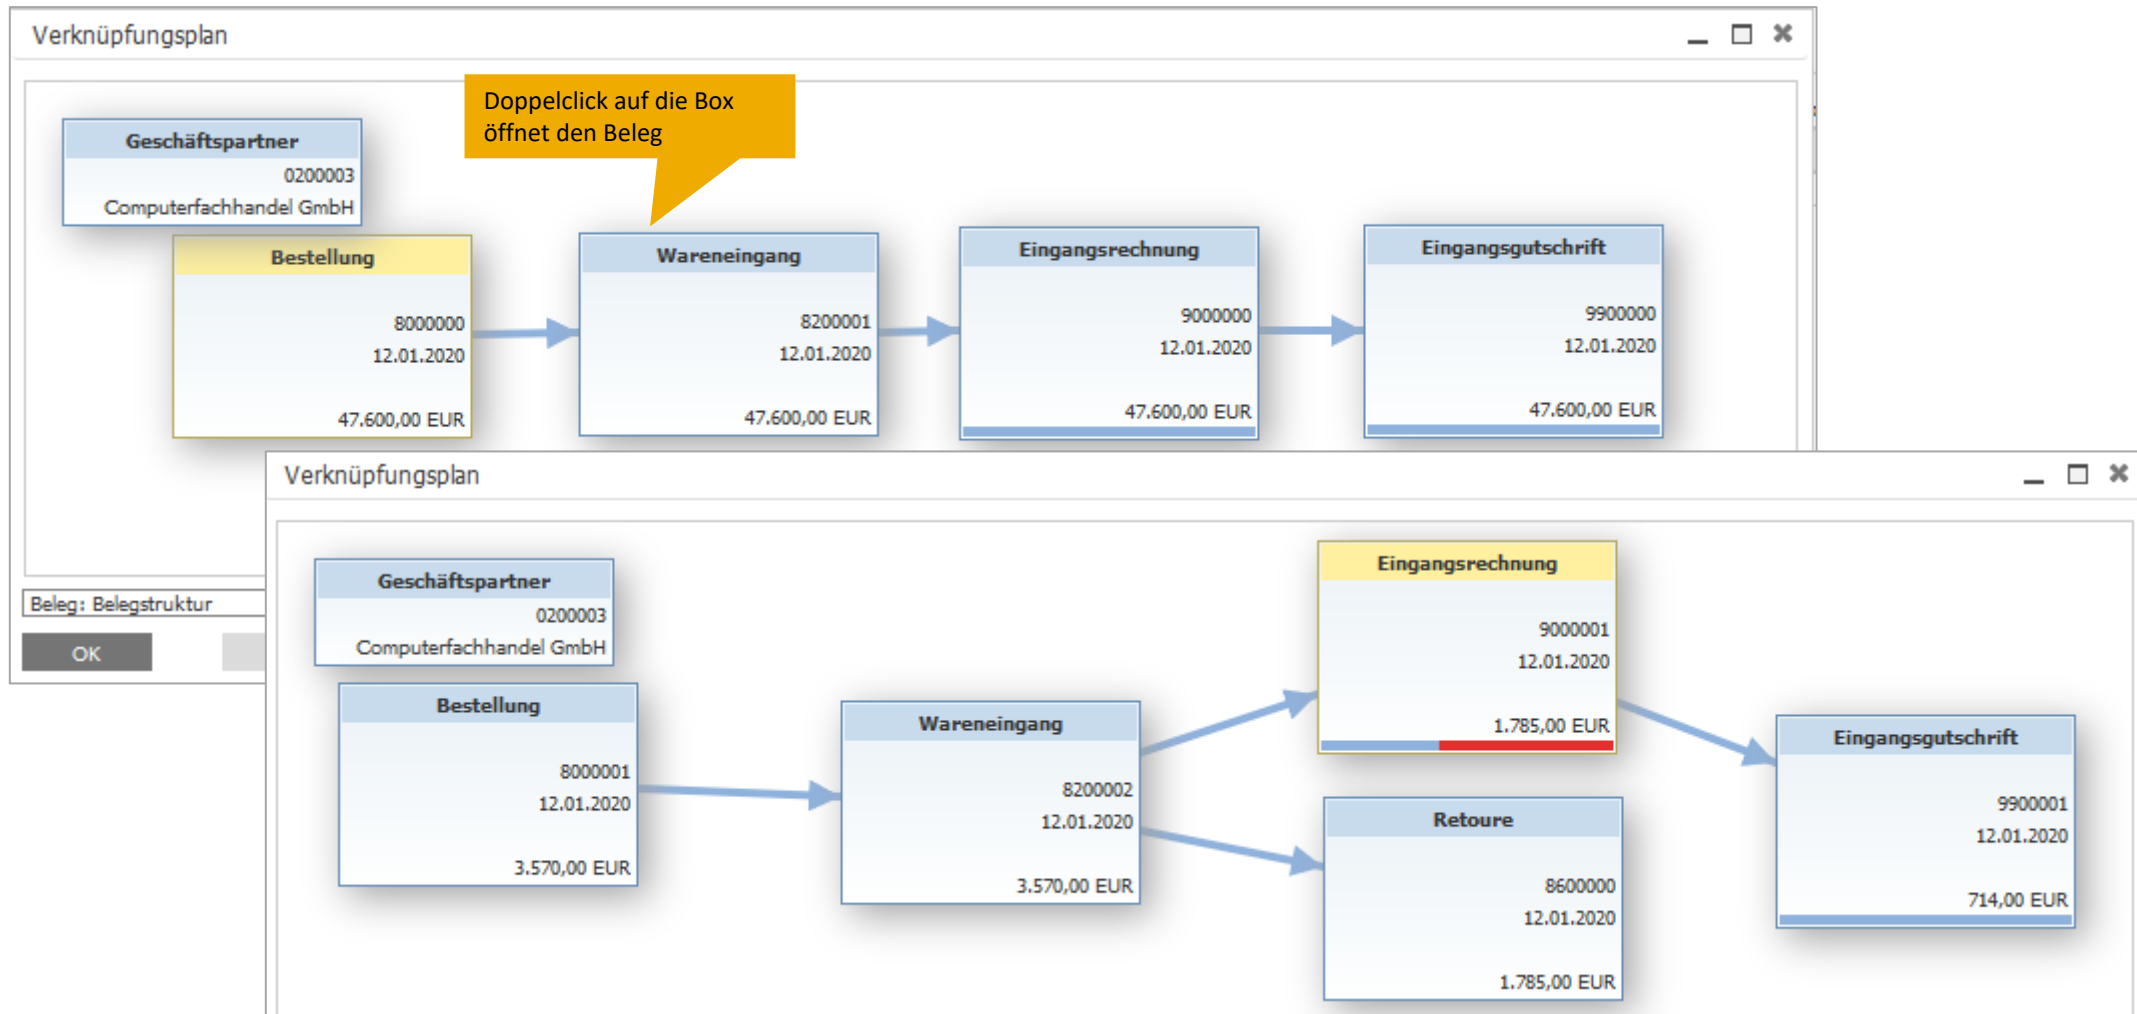 Verknüpfungsplan
Doppelclick auf die Box
öffnet den Beleg
Geschäftspartner
0200003
Computerfachhandel GmbH
Bestellung
8000000
12.01.2020
47.600,00 EUR
Wareneingang
8200001
12.01.2020
47.600,00 EUR
Eingangsrechnung
9000000
12.01.2020
47.600,00 EUR
Eingangsgutschrift
9900000
12.01.2020
47.600,00 EUR
Beleg: Belegstruktur
OK
Verknüpfungsplan
Geschäftspartner
0200003
Computerfachhandel GmbH
Bestellung
8000001
12.01.2020
3.570,00 EUR
Wareneingang
8200002
12.01.2020
3.570,00 EUR
Eingangsrechnung
9000001
12.01.2020
1.785,00 EUR
Retoure
8600000
12.01.2020
1.785,00 EUR
Eingangsgutschrift
9900001
12.01.2020
714,00 EUR